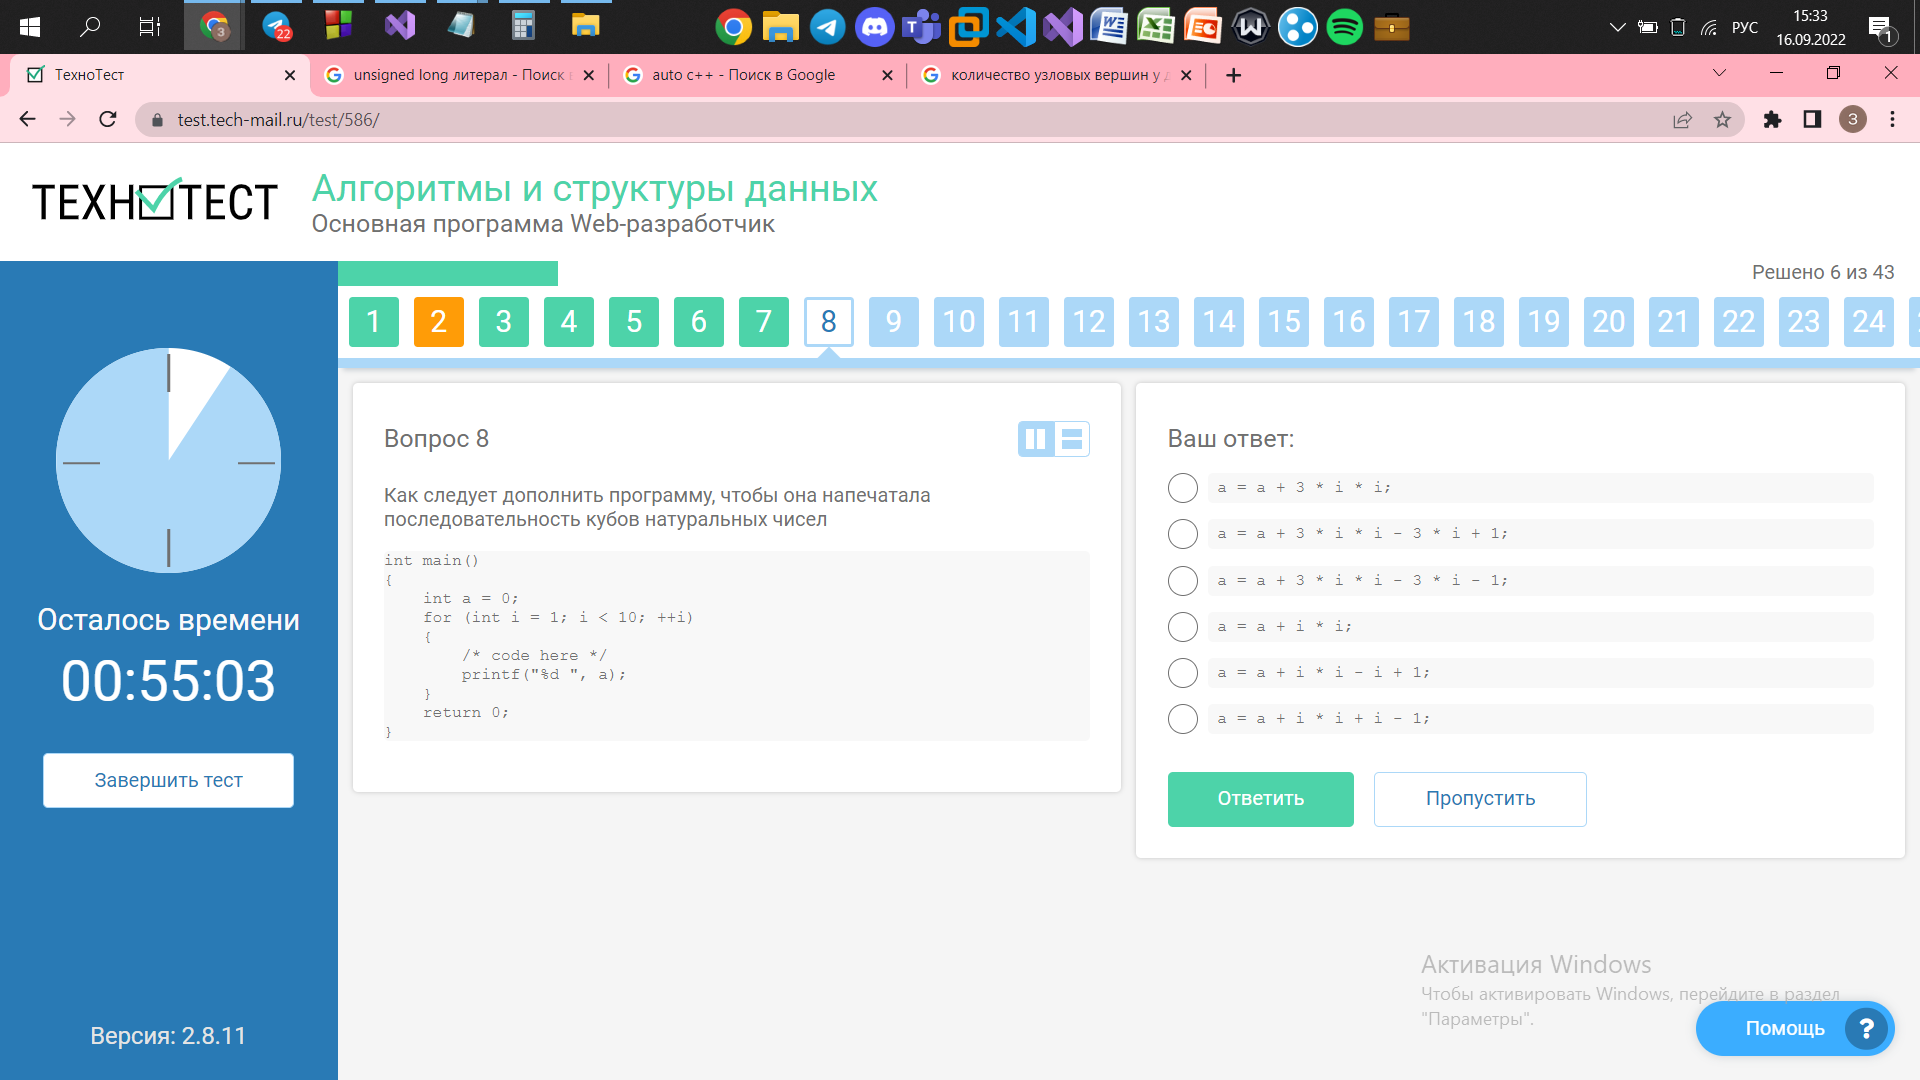 22
3
РУС
15:33
16.09.2022
1
ТехноТест
unsigned long литерал - Поиск в
auto c++ - Поиск в Google
количество узловых вершин у д
test.tech-mail.ru/test/586/
3
ТЕХНОТЕСТ
Алгоритмы и структуры данных
Основная программа Web-разработчик
Решено 6 из 43
1 2 3 4 5 6 7 8 9 10 11 12 13 14 15 16 17 18 19 20 21 22 23 24
Осталось времени
00:55:03
Завершить тест
Версия: 2.8.11
Вопрос 8
Как следует дополнить программу, чтобы она напечатала
последовательность кубов натуральных чисел
int main()
{
int a = 0;
for (int i = 1; i < 10; ++i)
{
/* code here */
printf("%d ", a);
}
return 0;
}
Ваш ответ:
a = a + 3 * i * i;
a = a + 3 * i * i - 3 * i + 1;
a = a + 3 * i * i - 3 * i - 1;
a = a + i * i;
a = a + i * i - i + 1;
a = a + i * i + i - 1;
Ответить
Пропустить
Активация Windows
Чтобы активировать Windows, перейдите в раздел
"Параметры".
Помощь ?